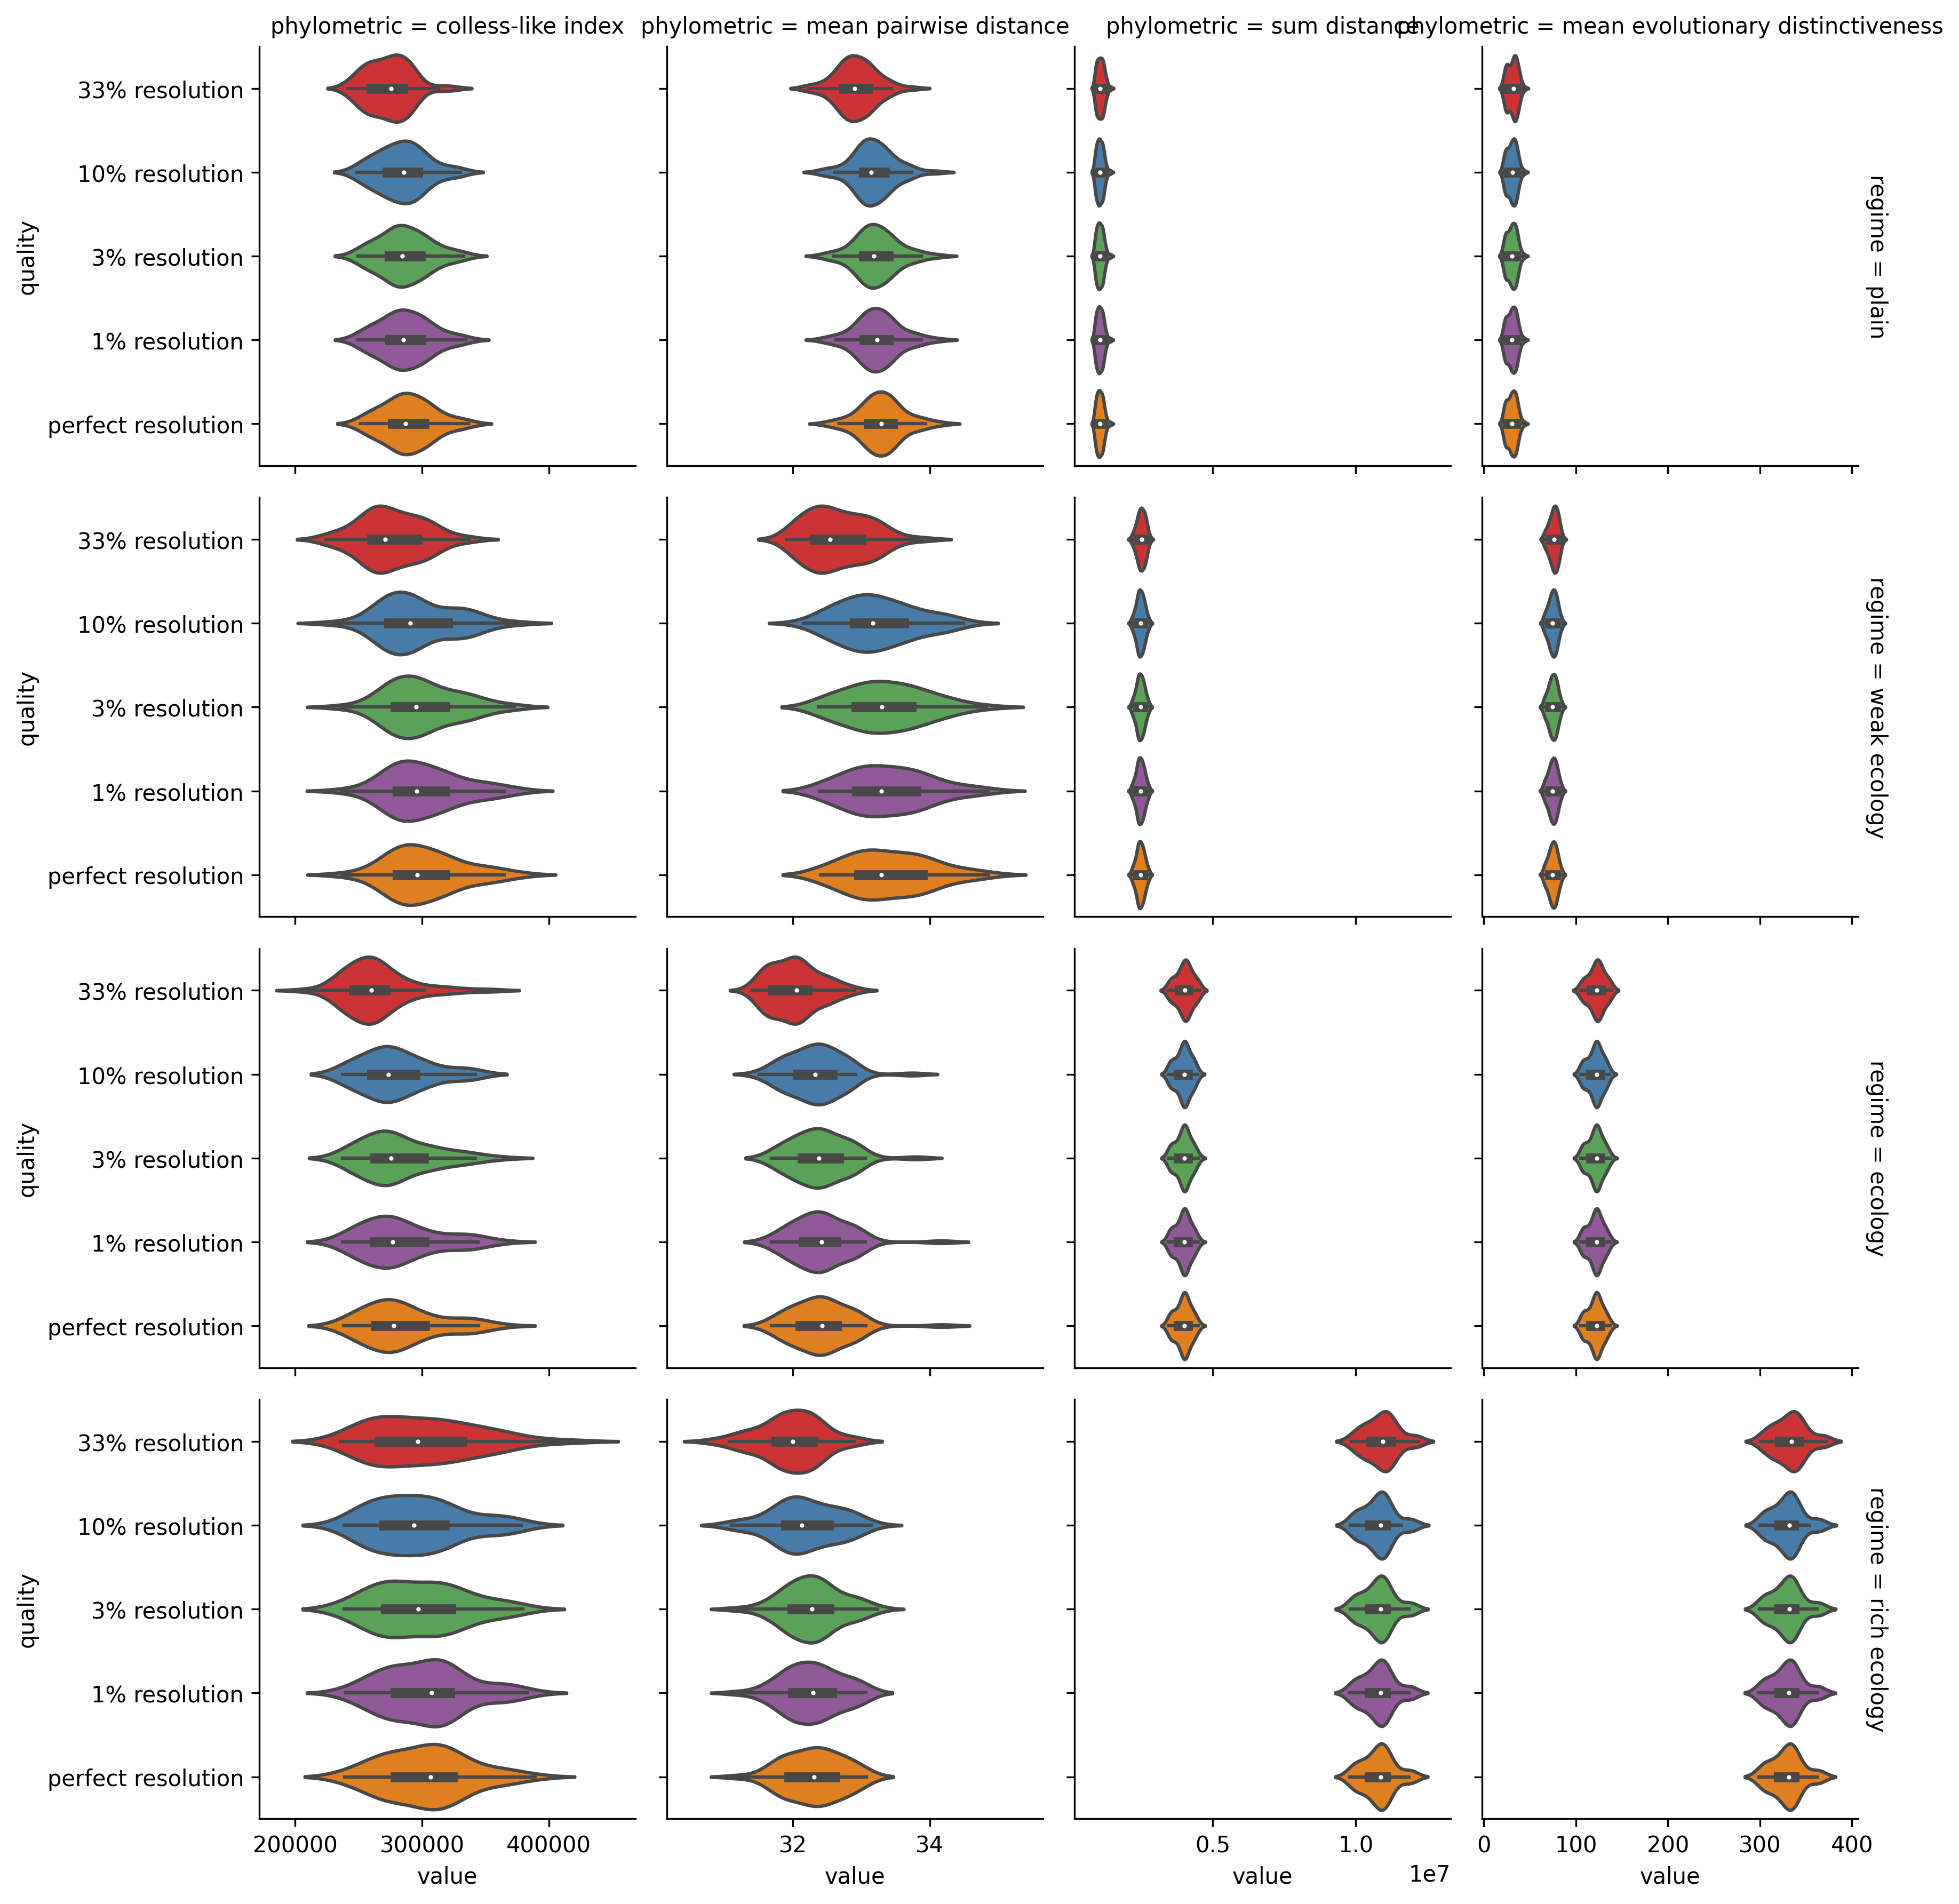 phylometric = colless-like index
phylometric = mean pairwise distance
phylometric = sum distance
phylometric = mean evolutionary distinctiveness
quality
33% resolution
10% resolution
3% resolution
1% resolution
perfect resolution
regime = plain
quality
33% resolution
10% resolution
3% resolution
1% resolution
perfect resolution
regime = weak ecology
quality
33% resolution
10% resolution
3% resolution
1% resolution
perfect resolution
regime = ecology
quality
33% resolution
10% resolution
3% resolution
1% resolution
perfect resolution
regime = rich ecology
200000 300000 400000
value
32 34
value
0.5 1.0
1e7
value
0 100 200 300 400
value